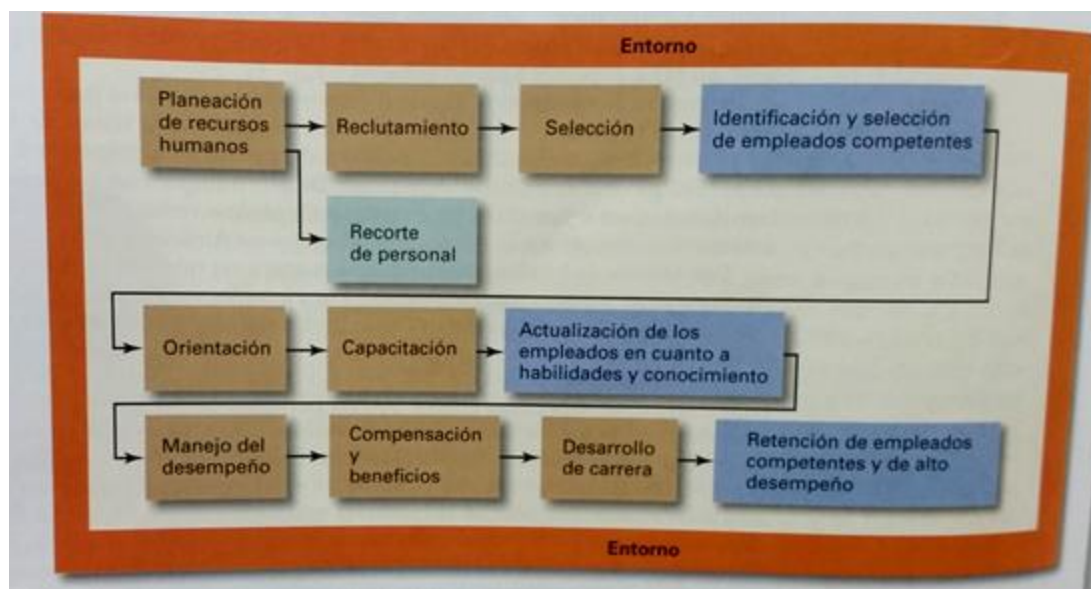 Entorno
Planeación
de recursos
humanos
Reclutamiento
Selección
Identificación y selección
de empleados competentes
Recorte
de personal
Orientación
Capacitación
Actualización de los
empleados en cuanto a
habilidades y conocimiento
Manejo del
desempeño
Compensación
y
beneficios
Desarrollo
de carrera
Retención de empleados
competentes y de alto
desempeño
Entorno